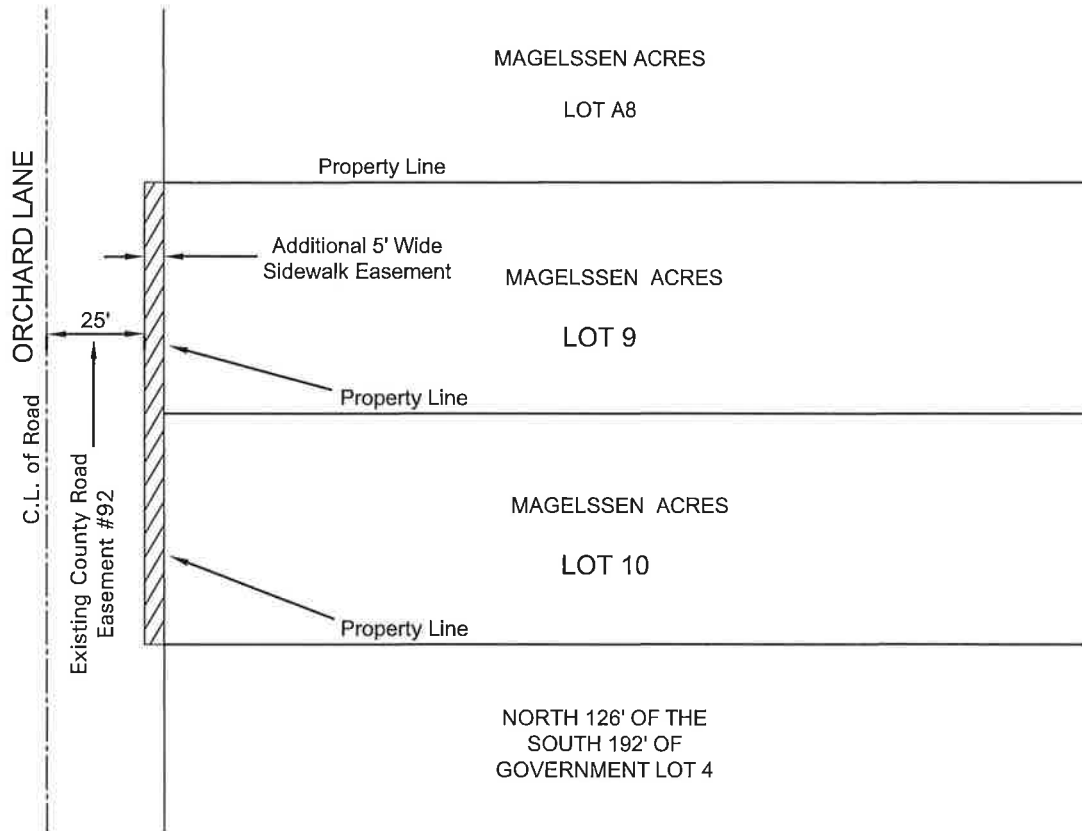 MAGELSSEN ACRES
LOT A8
Property Line
ORCHARD LANE
C.L. of Road
Additional 5' Wide
Sidewalk Easement
25'
MAGELSSEN ACRES
LOT 9
Property Line
Existing County Road
Easement #92
MAGELSSEN ACRES
LOT 10
Property Line
NORTH 126' OF THE
SOUTH 192' OF
GOVERNMENT LOT 4